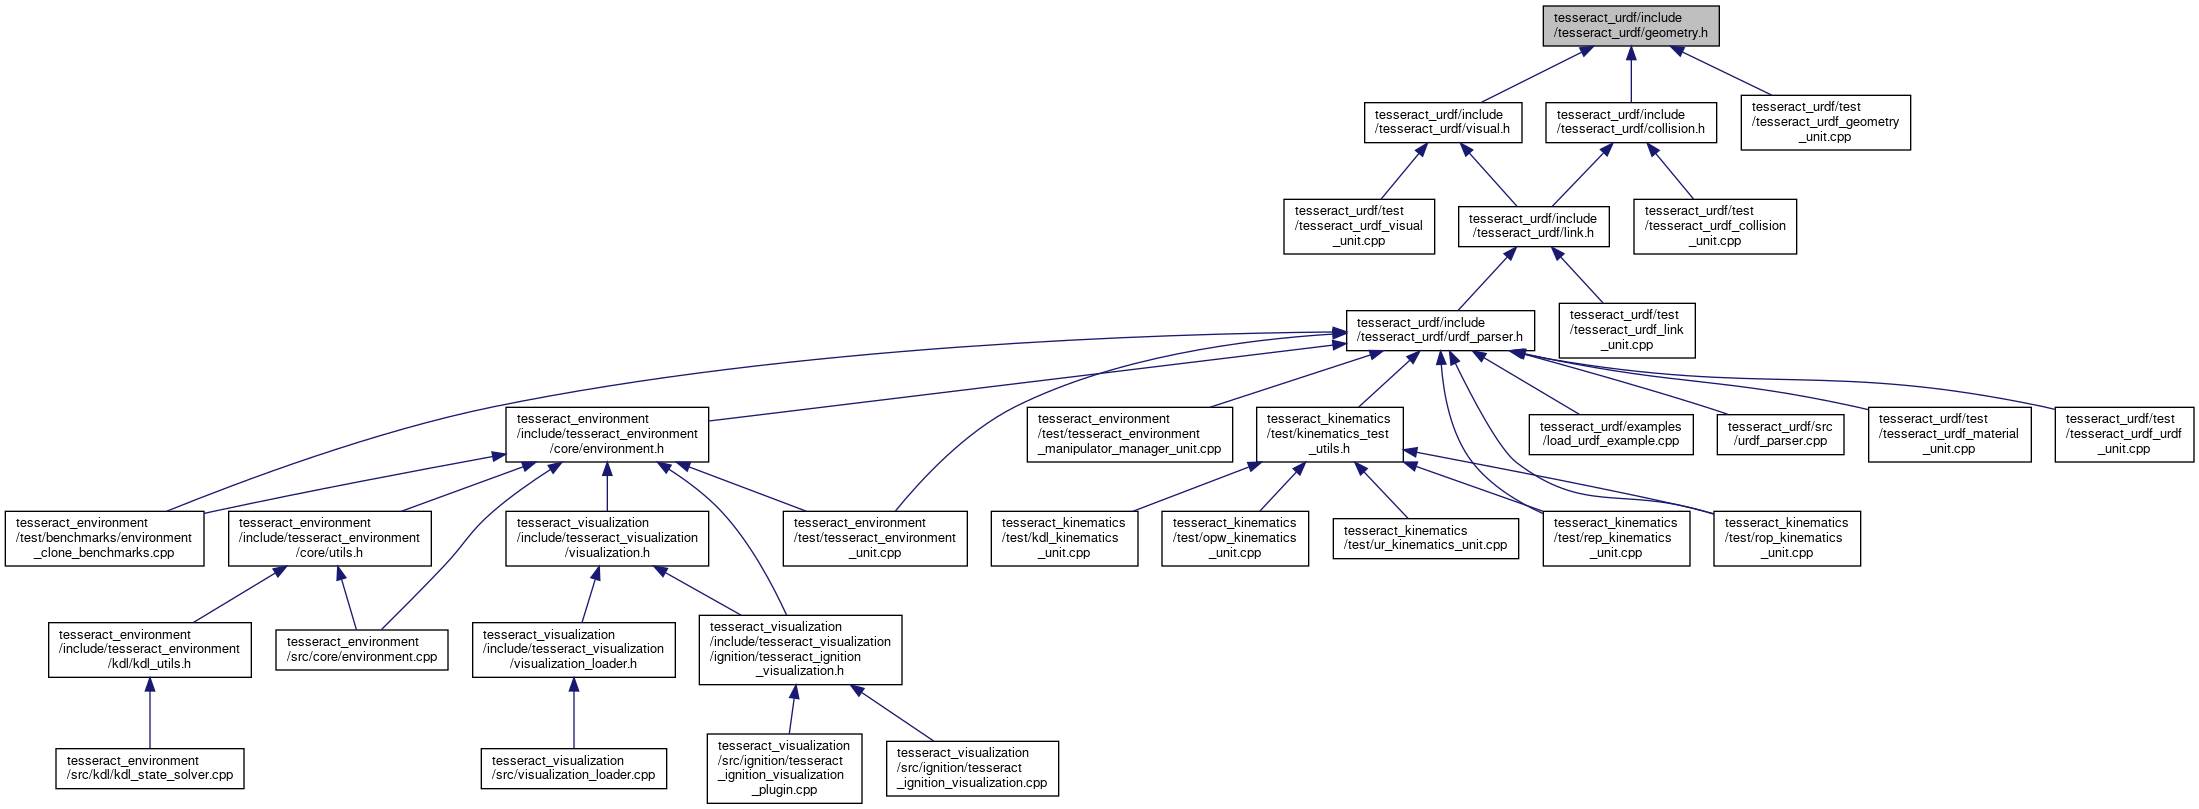 tesseract_urdf/include
/tesseract_urdf/geometry.h
tesseract_urdf/include
/tesseract_urdf/visual.h
tesseract_urdf/include
/tesseract_urdf/collision.h
tesseract_urdf/test
/tesseract_urdf_geometry
_unit.cpp
tesseract_urdf/test
/tesseract_urdf_visual
_unit.cpp
tesseract_urdf/include
/tesseract_urdf/link.h
tesseract_urdf/test
/tesseract_urdf_collision
_unit.cpp
tesseract_urdf/include
/tesseract_urdf/urdf_parser.h
tesseract_urdf/test
/tesseract_urdf_link
_unit.cpp
tesseract_environment
/include/tesseract_environment
/core/environment.h
tesseract_environment
/test/tesseract_environment
_manipulator_manager_unit.cpp
tesseract_kinematics
/test/kinematics_test
_utils.h
tesseract_urdf/examples
/load_urdf_example.cpp
tesseract_urdf/src
/urdf_parser.cpp
tesseract_urdf/test
/tesseract_urdf_material
_unit.cpp
tesseract_urdf/test
/tesseract_urdf_urdf
_unit.cpp
tesseract_environment
/test/benchmarks/environment
_clone_benchmarks.cpp
tesseract_environment
/include/tesseract_environment
/core/utils.h
tesseract_visualization
/include/tesseract_visualization
/visualization.h
tesseract_environment
/test/tesseract_environment
_unit.cpp
tesseract_kinematics
/test/kdl_kinematics
_unit.cpp
tesseract_kinematics
/test/opw_kinematics
_unit.cpp
tesseract_kinematics
/test/ur_kinematics_unit.cpp
tesseract_kinematics
/test/rep_kinematics
_unit.cpp
tesseract_kinematics
/test/rop_kinematics
_unit.cpp
tesseract_environment
/include/tesseract_environment
/kdl/kdl_utils.h
tesseract_environment
/src/core/environment.cpp
tesseract_visualization
/include/tesseract_visualization
/visualization_loader.h
tesseract_visualization
/include/tesseract_visualization
/ignition/tesseract_ignition
_visualization.h
tesseract_environment
/src/kdl/kdl_state_solver.cpp
tesseract_visualization
/src/visualization_loader.cpp
tesseract_visualization
/src/ignition/tesseract
_ignition_visualization
_plugin.cpp
tesseract_visualization
/src/ignition/tesseract
_ignition_visualization.cpp